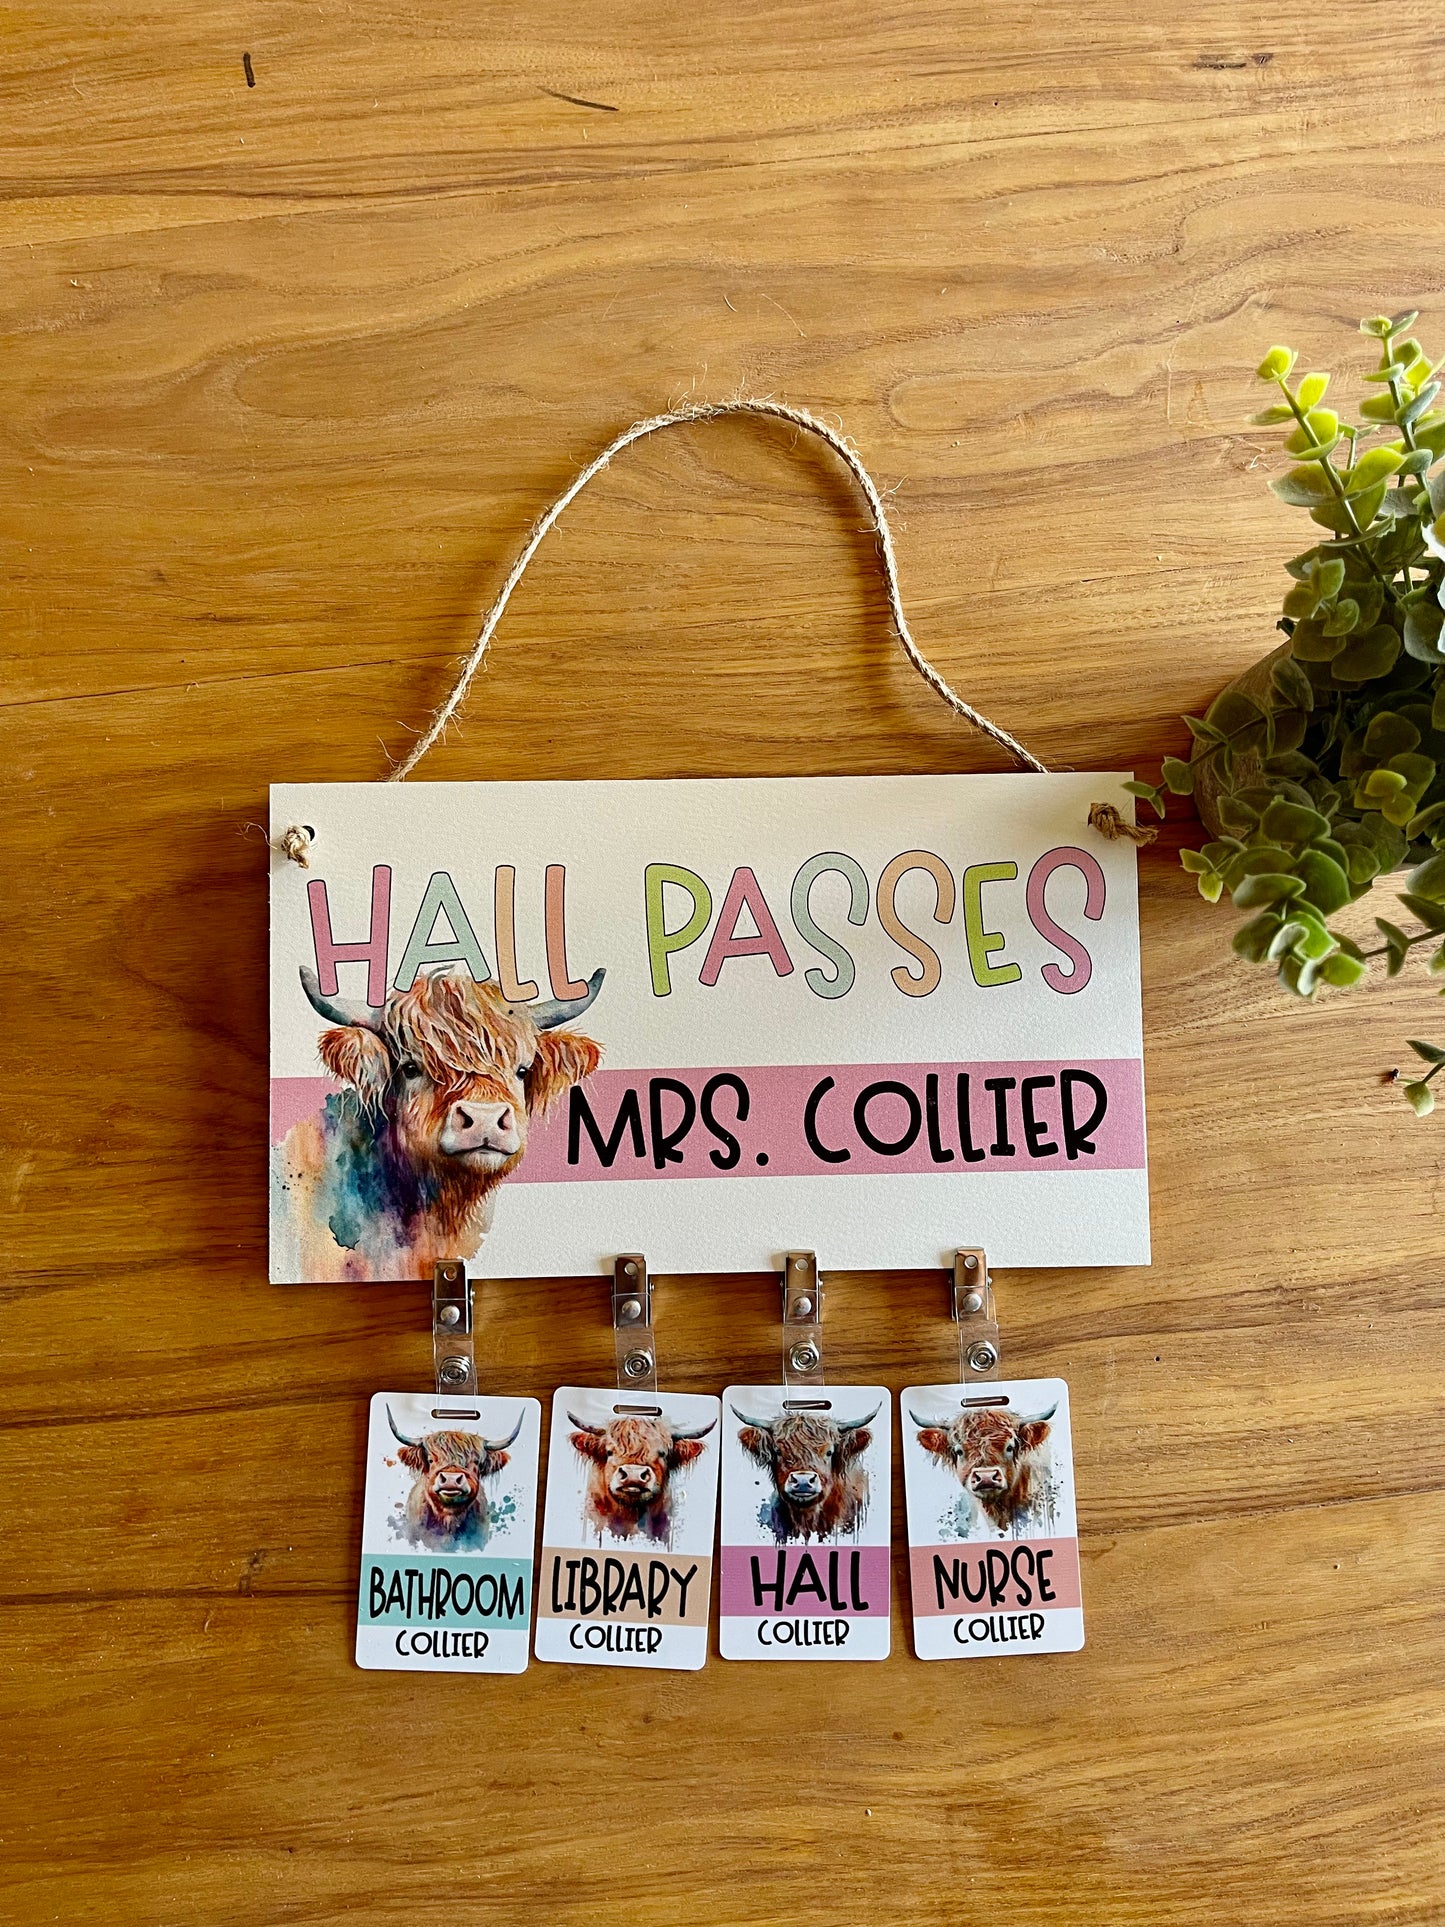 HALL PASSES
MRS. COLLIER
BATHROOM
COLLIER
LIBRARY
COLLIER
HALL
COLLIER
NURSE
COLLIER